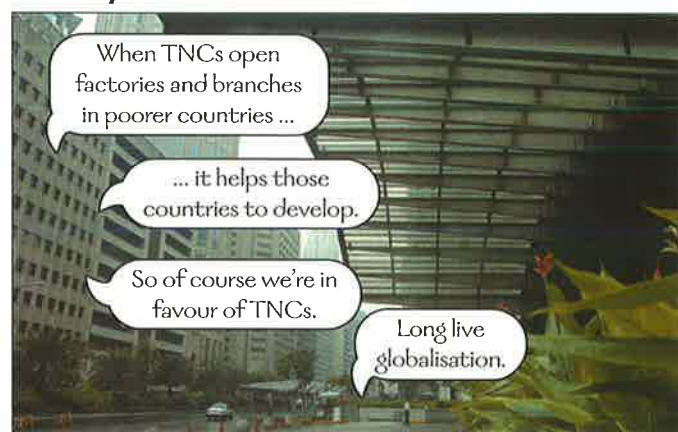 When TNCs open
factories and branches
in poorer countries ...
... it helps those
countries to develop.
So of course we're in
favour of TNCs.
Long live
globalisation.